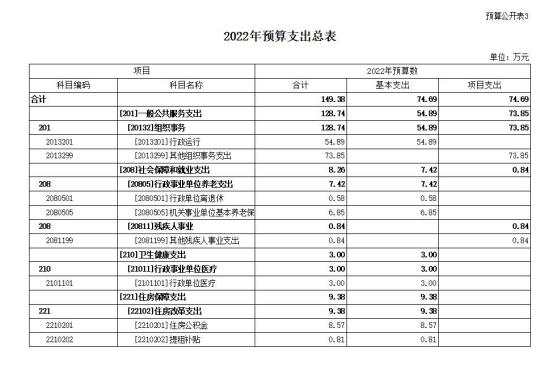 预算公开表3
2022年预算支出总表
单位：万元
项目 2022年预算数
科目编码 科目名称 合计 基本支出 项目支出
合计 149.38 74.69 74.69
[201]一般公共服务支出 128.74 54.89 73.85
201 [20132]组织事务 128.74 54.89 73.85
2013201 [2013201]行政运行 54.89 54.89
2013299 [2013299]其他组织事务支出 73.85 73.85
[208]社会保障和就业支出 8.26 7.42 0.84
208 [20805]行政事业单位养老支出 7.42 7.42
2080501 [2080501]行政单位离退休 0.58 0.58
2080505 [2080505]机关事业单位基本养老保 6.85 6.85
208 [20811]残疾人事业 0.84 0.84
2081199 [2081199]其他残疾人事业支出 0.84 0.84
[210]卫生健康支出 3.00 3.00
210 [21011]行政事业单位医疗 3.00 3.00
2101101 [2101101]行政单位医疗 3.00 3.00
[221]住房保障支出 9.38 9.38
221 [22102]住房改革支出 9.38 9.38
2210201 [2210201]住房公积金 8.57 8.57
2210202 [2210202]提租补贴 0.81 0.81